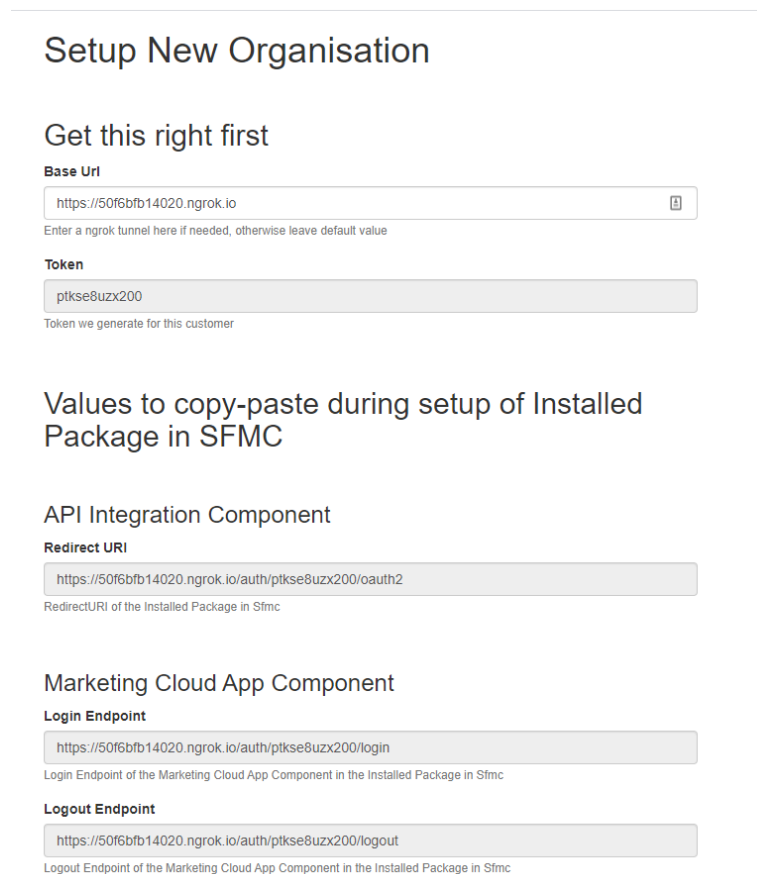 Setup New Organisation
Get this right first
Base Url
https://50f6bfb14020.ngrok.io
Enter a ngrok tunnel here if needed, otherwise leave default value
Token
ptkse8uzx200
Token we generate for this customer
Values to copy-paste during setup of Installed
Package in SFMC
API Integration Component
Redirect URI
https://50f6bfb14020.ngrok.io/auth/ptkse8uzx200/oauth2
RedirectURI of the Installed Package in Sfmc
Marketing Cloud App Component
Login Endpoint
https://50f6bfb14020.ngrok.io/auth/ptkse8uzx200/login
Login Endpoint of the Marketing Cloud App Component in the Installed Package in Sfmc
Logout Endpoint
https://50f6bfb14020.ngrok.io/auth/ptkse8uzx200/logout
Logout Endpoint of the Marketing Cloud App Component in the Installed Package in Sfmc